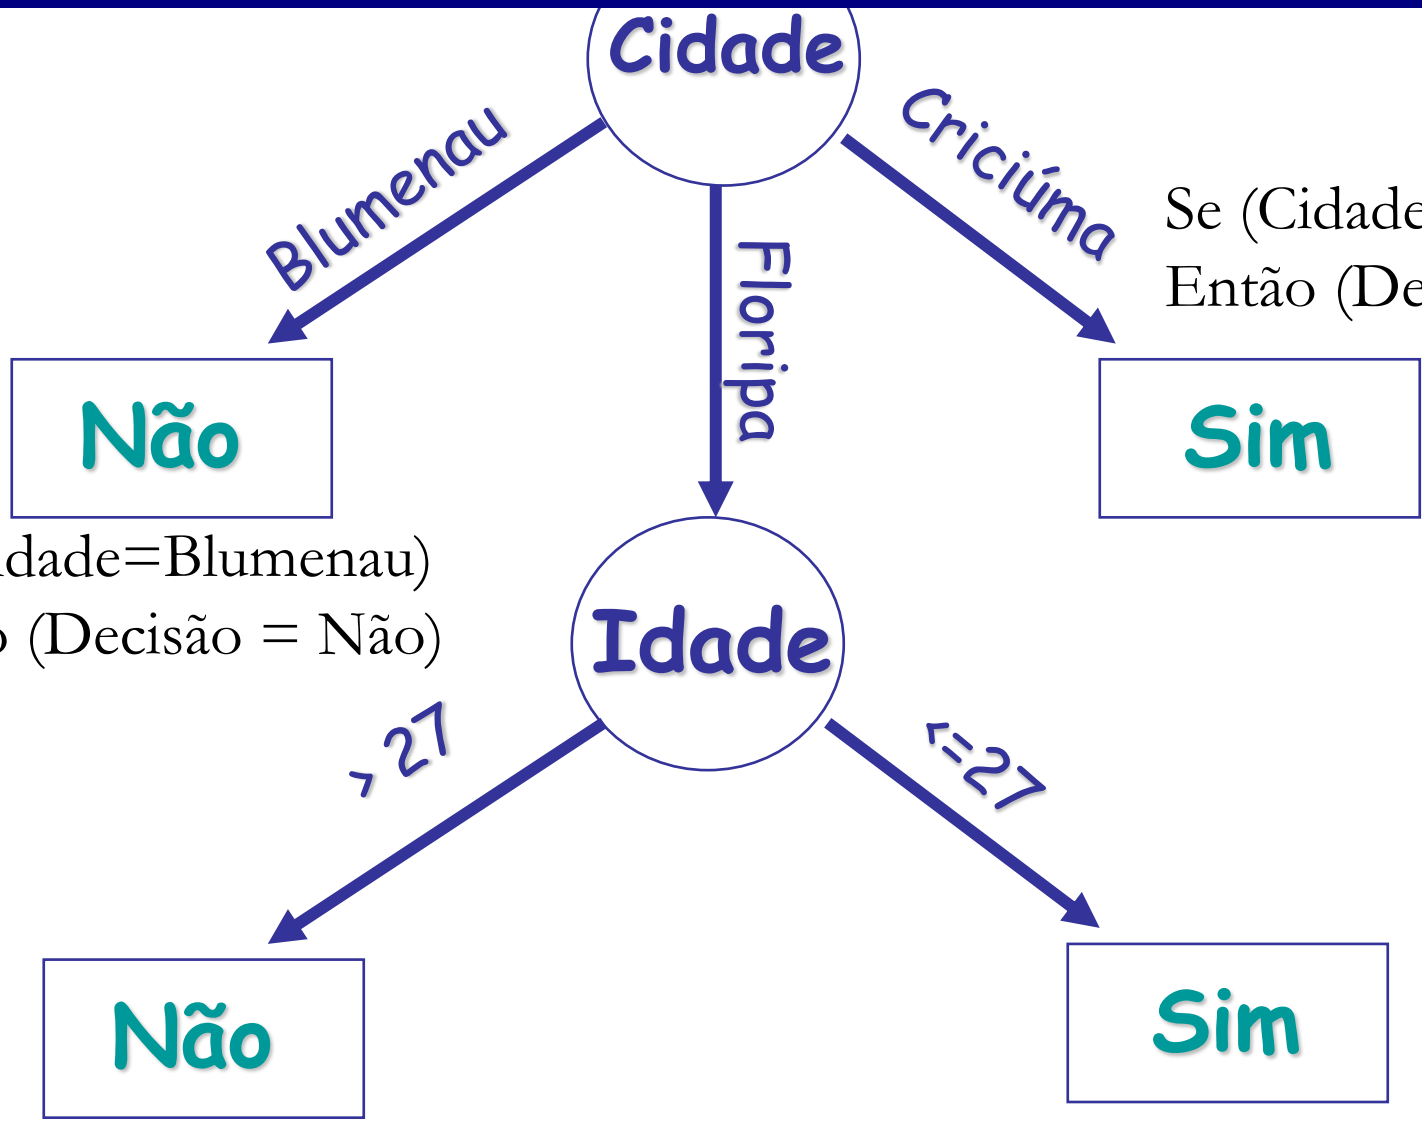 Cidade
Blumenau
Floripa
Criciúma
Se (Cidade
Então (De
Não
Sim
dade=Blumenau)
(Decisão = Não)
Idade
> 27
<=27
Não
Sim